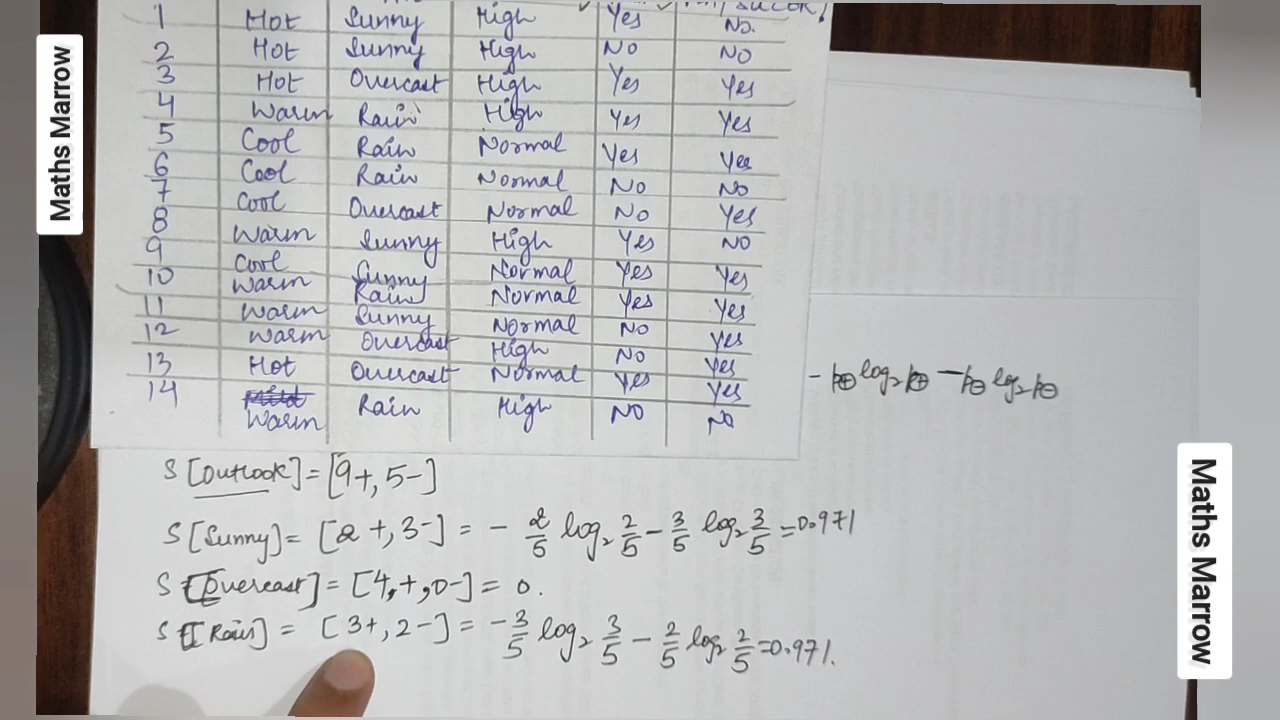 Maths Marrow
1 Hot Sunny High Yes No.
2 Hot Sunny High No No
3 Hot Overcast High Yes Yes
4 Warm Rain High Yes Yes
5 Cool Rain Normal Yes Yes
6 Cool Rain Normal No No
7 Cool Overcast Normal No Yes
8 Warm Sunny High Yes No
9 Cool Sunny Normal Yes Yes
10 Warm Rain Normal Yes Yes
11 Warm Sunny Normal No Yes
12 Warm Overcast High No Yes
13 Hot Overcast Normal Yes Yes
14 Warm Rain High No No
- p⊕ log₂ p⊕ - p⊖ log₂ p⊖
S [Outlook] = [9+, 5-]
S [Sunny] = [2+, 3-] = - 2/5 log₂ 2/5 - 3/5 log₂ 3/5 = 0.971
S [Overcast] = [4,+,0-] = 0.
S [Rain] = [3+, 2-] = - 3/5 log₂ 3/5 - 2/5 log₂ 2/5 = 0.971.
Maths Marrow